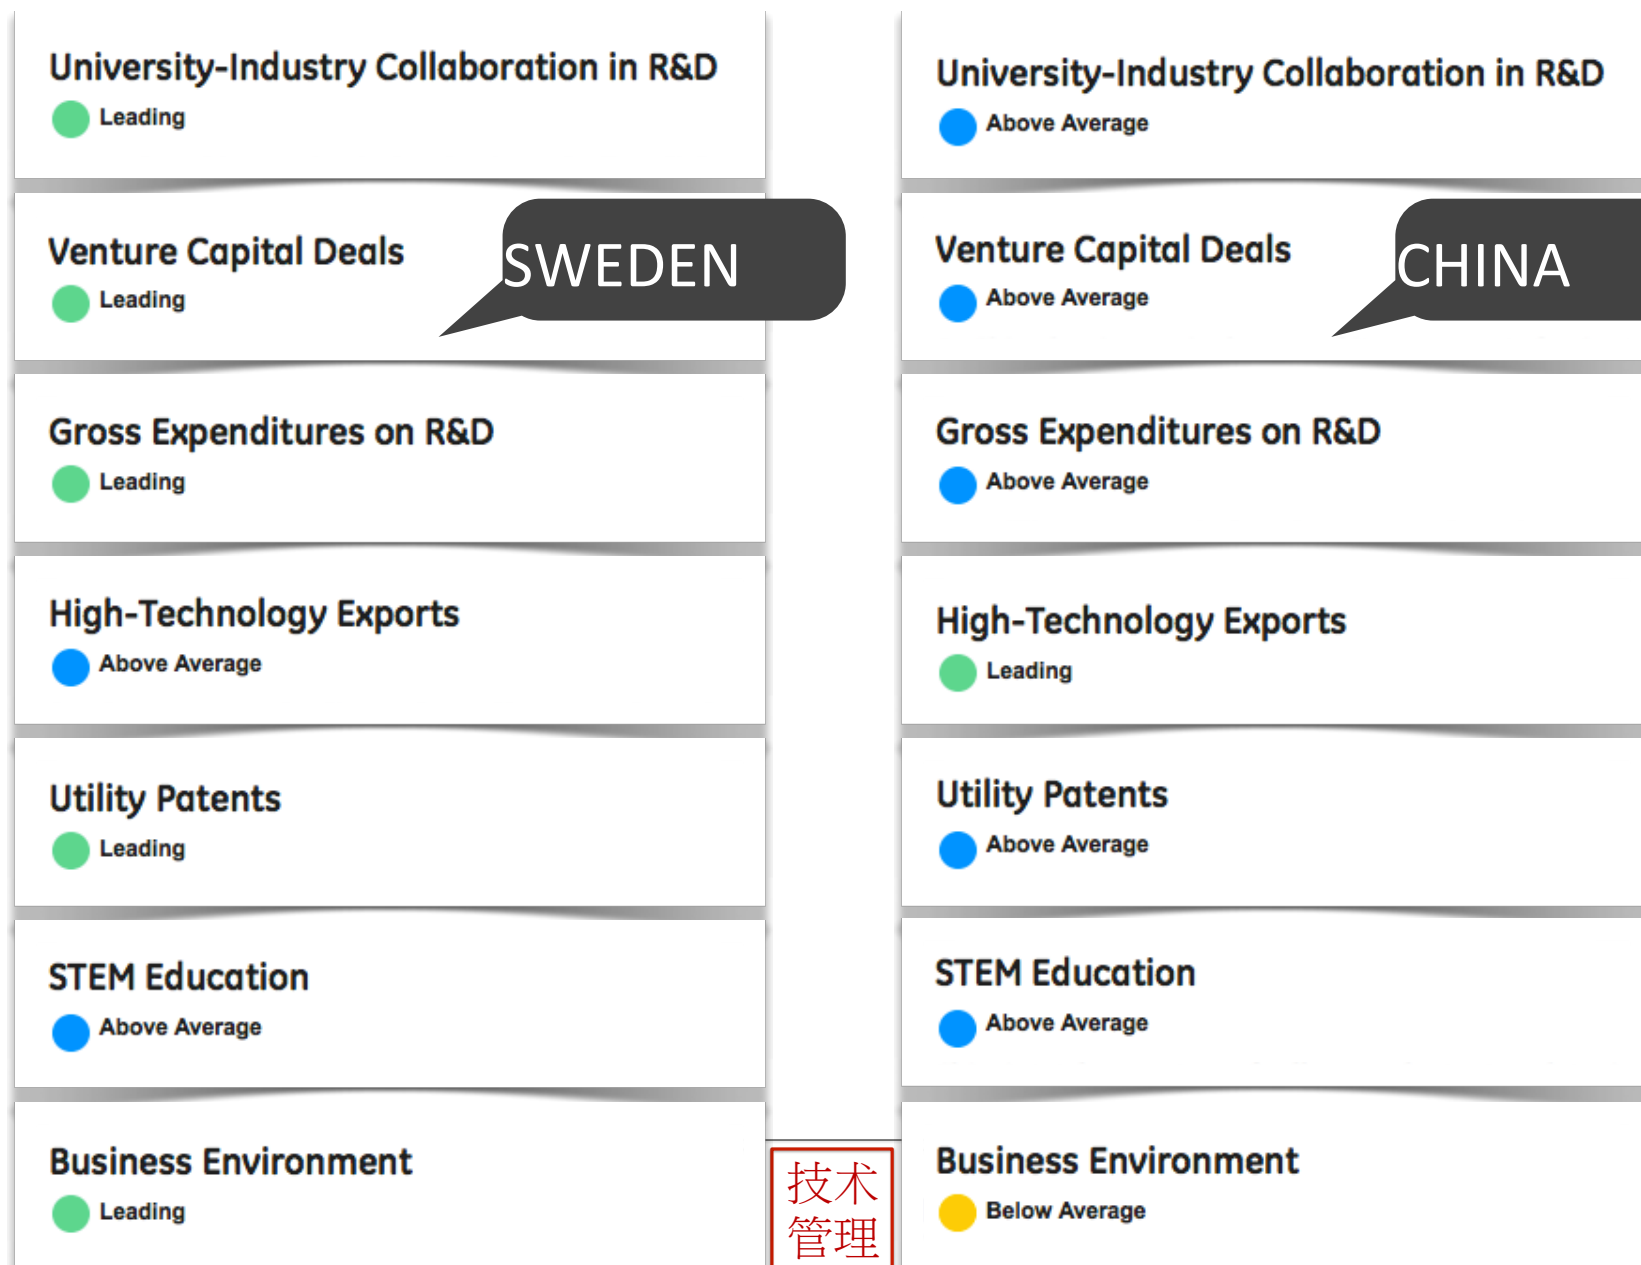 University-Industry Collaboration in R&D
Leading
Venture Capital Deals
Leading
SWEDEN
Gross Expenditures on R&D
Leading
High-Technology Exports
Above Average
Utility Patents
Leading
STEM Education
Above Average
Business Environment
Leading
University-Industry Collaboration in R&D
Above Average
Venture Capital Deals
Above Average
CHINA
Gross Expenditures on R&D
Above Average
High-Technology Exports
Leading
Utility Patents
Above Average
STEM Education
Above Average
Business Environment
Below Average
技术
管理